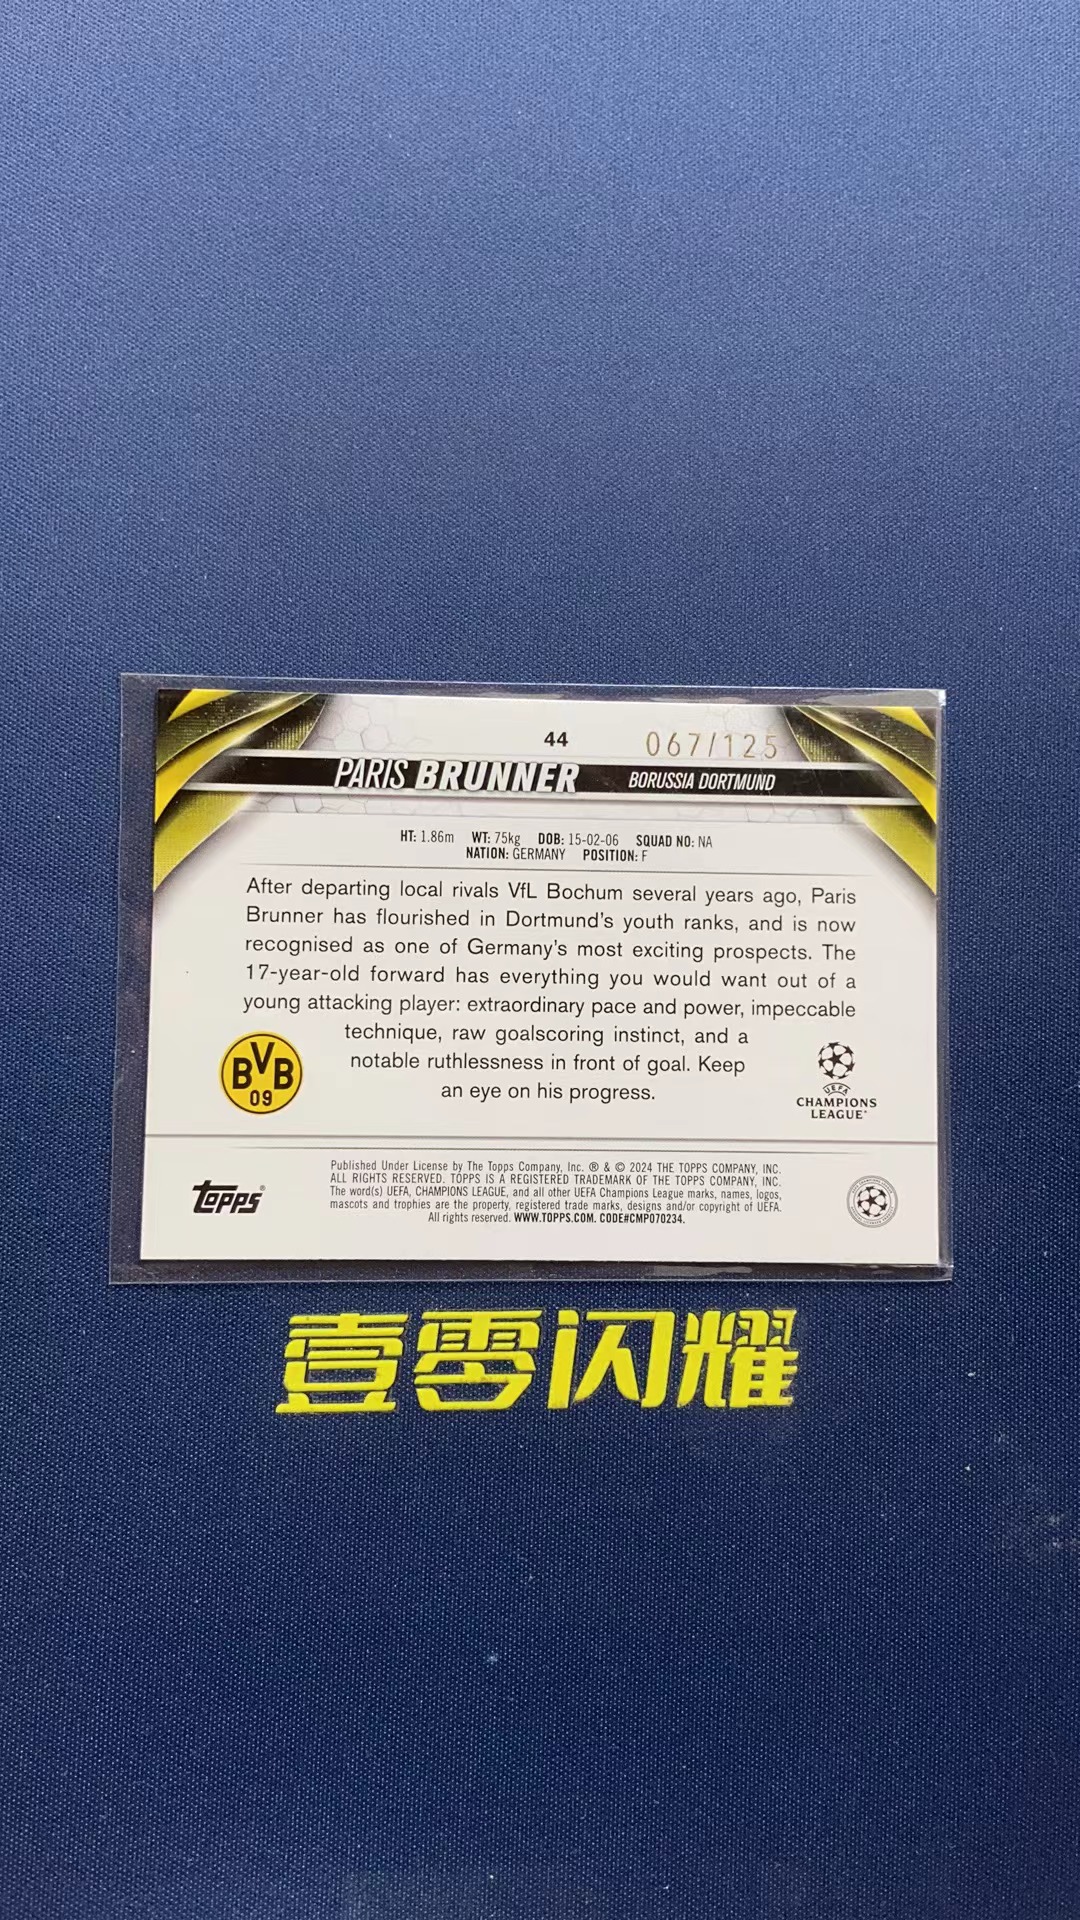 44
067/125
PARIS BRUNNER BORUSSIA DORTMUND
HT: 1.86m WT: 75kg DOB: 15-02-06 SQUAD NO: NA
NATION: GERMANY POSITION: F
After departing local rivals VfL Bochum several years ago, Paris
Brunner has flourished in Dortmund's youth ranks, and is now
recognised as one of Germany's most exciting prospects. The
17-year-old forward has everything you would want out of a
young attacking player: extraordinary pace and power, impeccable
technique, raw goalscoring instinct, and a
notable ruthlessness in front of goal. Keep
an eye on his progress.
BVB
09
UEFA
CHAMPIONS
LEAGUE
TOPPS®
Published Under License by The Topps Company, Inc. ® & © 2024 THE TOPPS COMPANY, INC.
ALL RIGHTS RESERVED. TOPPS IS A REGISTERED TRADEMARK OF THE TOPPS COMPANY, INC.
The word(s) UEFA, CHAMPIONS LEAGUE, and all other UEFA Champions League marks, names, logos,
mascots and trophies are the property, registered trade marks, designs and/or copyright of UEFA.
All rights reserved. WWW.TOPPS.COM. CODE#CMP070234.
壹零闪耀